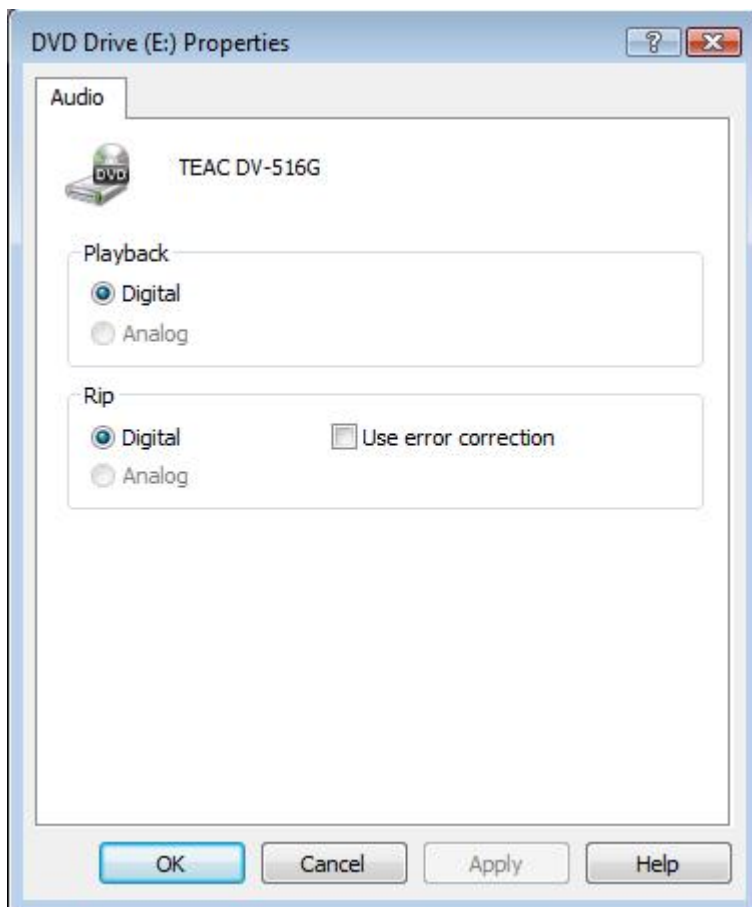 DVD Drive (E:) Properties
Audio
DVD
TEAC DV-516G
Playback
Digital
Analog
Rip
Digital Use error correction
Analog
OK Cancel Apply Help